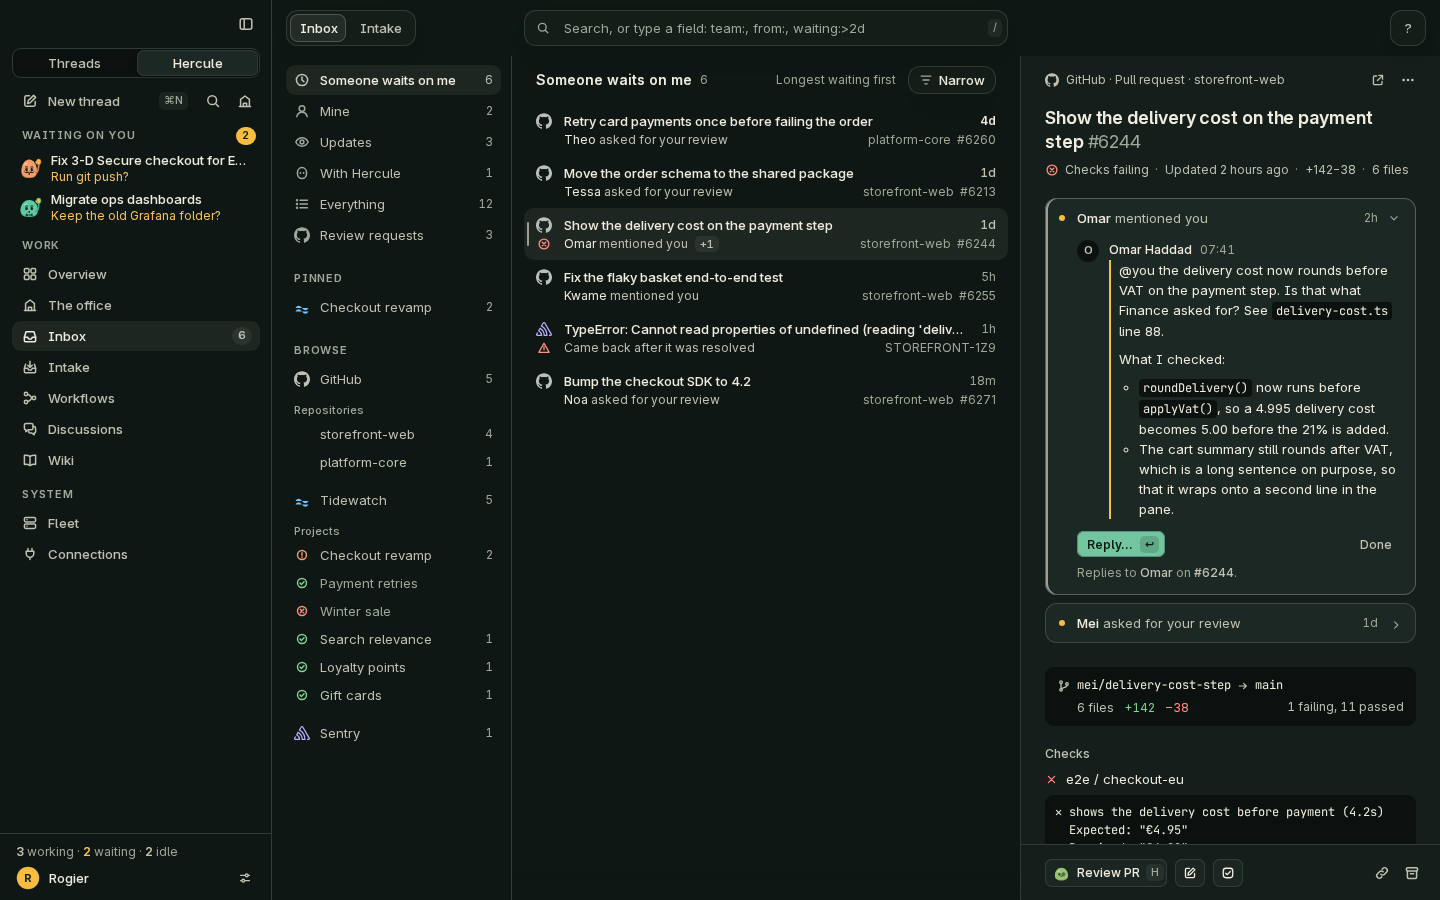 Threads
Hercule
New thread
⌘N
WAITING ON YOU
2
Fix 3-D Secure checkout for E…
Run git push?
Migrate ops dashboards
Keep the old Grafana folder?
WORK
Overview
The office
Inbox
6
Intake
Workflows
Discussions
Wiki
SYSTEM
Fleet
Connections
3 working · 2 waiting · 2 idle
R
Rogier
Inbox
Intake
Someone waits on me 6
Mine 2
Updates 3
With Hercule 1
Everything 12
Review requests 3
PINNED
Checkout revamp 2
BROWSE
GitHub 5
Repositories
storefront-web 4
platform-core 1
Tidewatch 5
Projects
Checkout revamp 2
Payment retries
Winter sale
Search relevance 1
Loyalty points 1
Gift cards 1
Sentry 1
Search, or type a field: team:, from:, waiting:>2d
/
?
Someone waits on me 6
Longest waiting first
Narrow
Retry card payments once before failing the order 4d
Theo asked for your review platform-core #6260
Move the order schema to the shared package 1d
Tessa asked for your review storefront-web #6213
Show the delivery cost on the payment step 1d
Omar mentioned you +1 storefront-web #6244
Fix the flaky basket end-to-end test 5h
Kwame mentioned you storefront-web #6255
TypeError: Cannot read properties of undefined (reading 'deliv… 1h
Came back after it was resolved STOREFRONT-1Z9
Bump the checkout SDK to 4.2 18m
Noa asked for your review storefront-web #6271
GitHub · Pull request · storefront-web
Show the delivery cost on the payment
step #6244
Checks failing · Updated 2 hours ago · +142−38 · 6 files
Omar mentioned you 2h
O
Omar Haddad 07:41
@you the delivery cost now rounds before
VAT on the payment step. Is that what
Finance asked for? See delivery-cost.ts
line 88.
What I checked:
roundDelivery() now runs before
applyVat(), so a 4.995 delivery cost
becomes 5.00 before the 21% is added.
The cart summary still rounds after VAT,
which is a long sentence on purpose, so
that it wraps onto a second line in the
pane.
Reply… ↵
Done
Replies to Omar on #6244.
Mei asked for your review 1d
mei/delivery-cost-step → main
6 files +142 −38 1 failing, 11 passed
Checks
e2e / checkout-eu
× shows the delivery cost before payment (4.2s)
Expected: "€4.95"
Review PR H